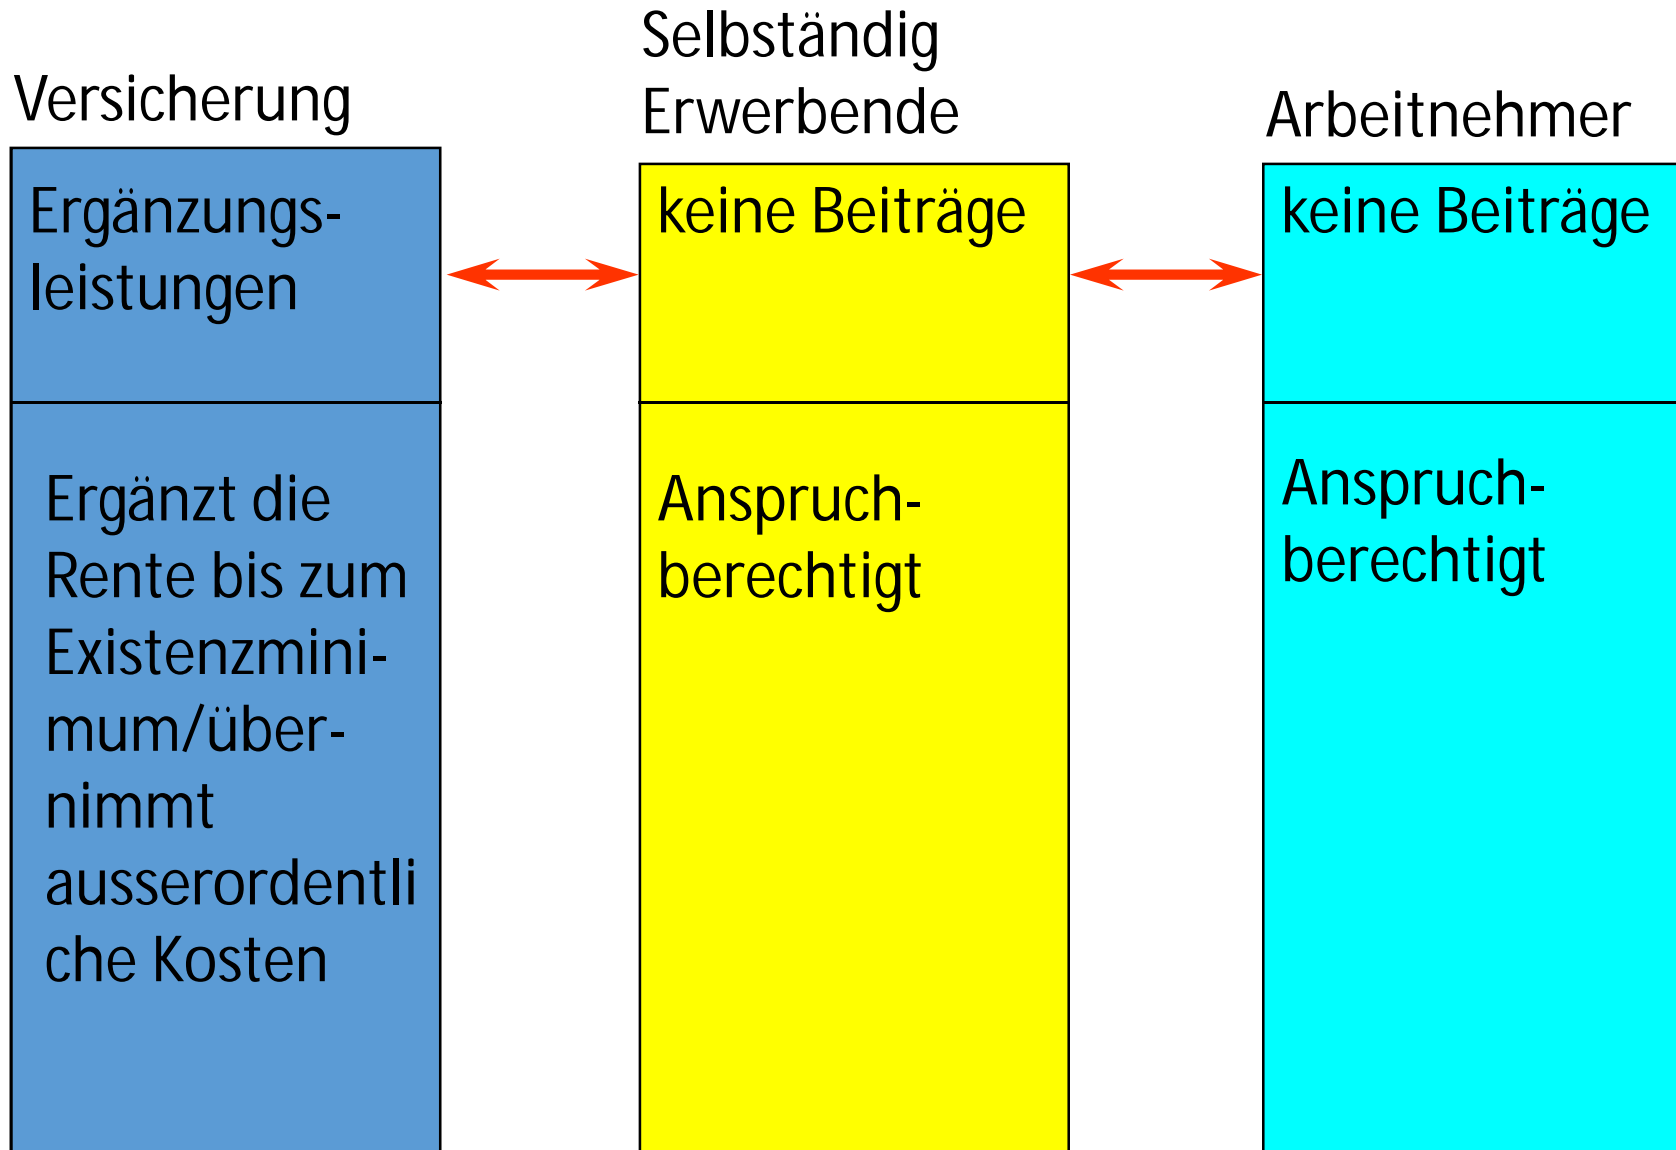 Versicherung
Selbständig
Erwerbende
Arbeitnehmer
Ergänzungs-
leistungen
keine Beiträge
keine Beiträge
Ergänzt die
Rente bis zum
Existenzmini-
mum/über-
nimmt
ausserordentli
che Kosten
Anspruch-
berechtigt
Anspruch-
berechtigt